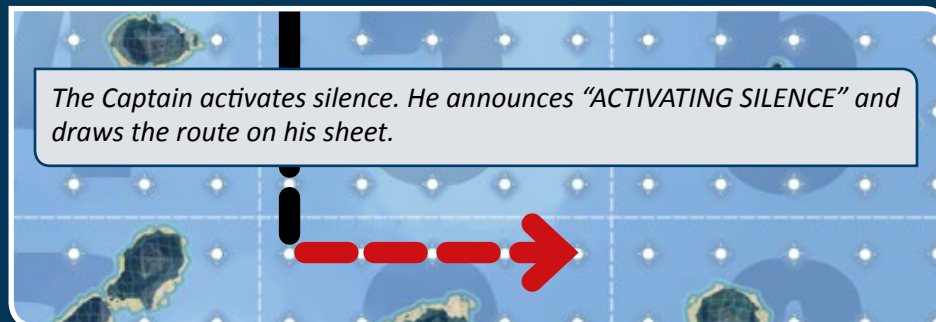 The Captain activates silence. He announces “ACTIVATING SILENCE” and
draws the route on his sheet.